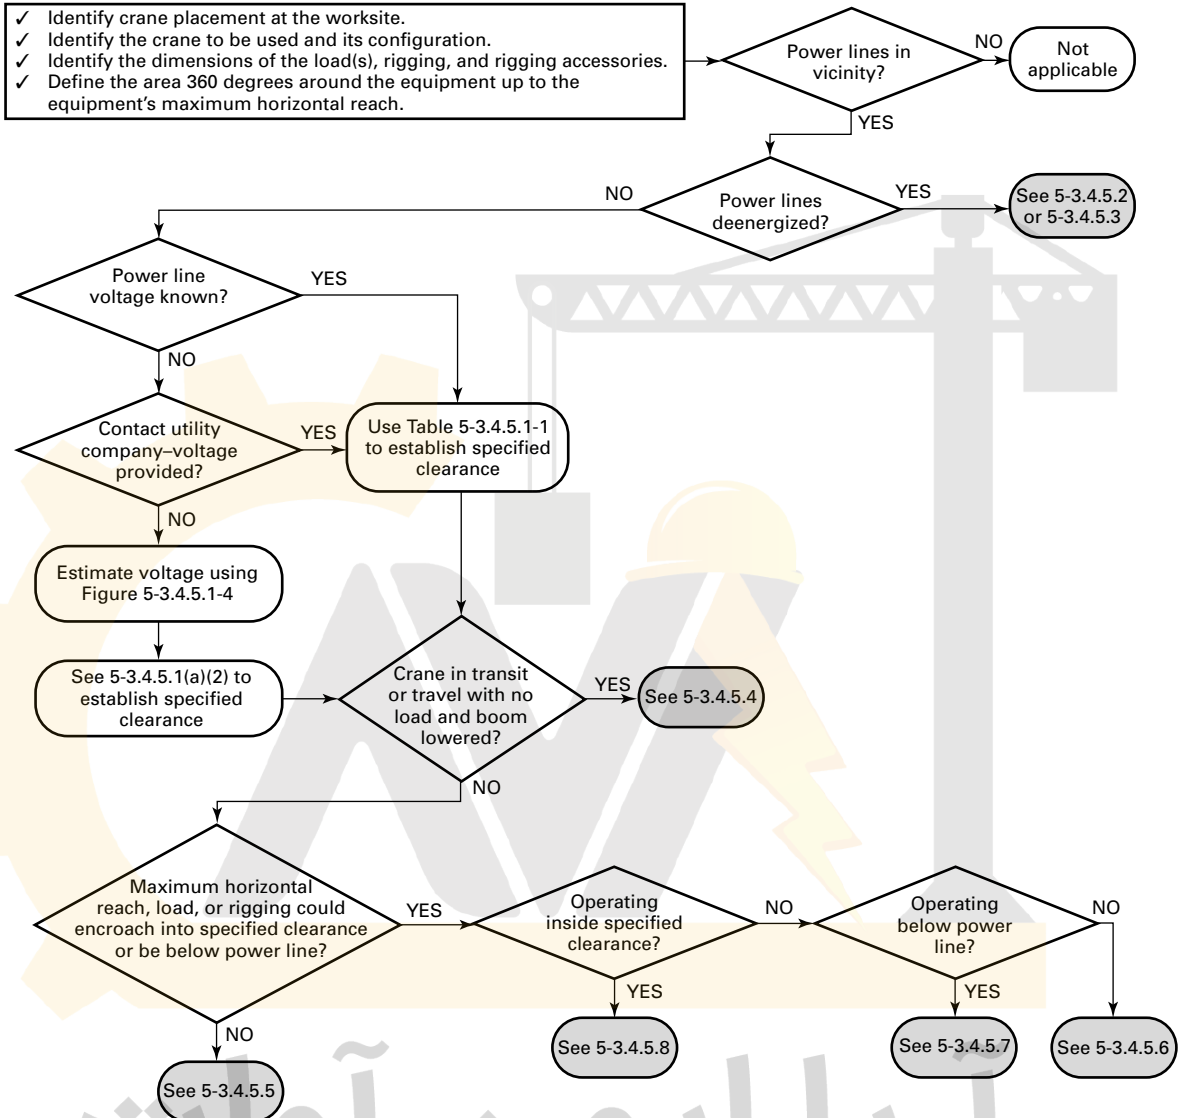 ✓ Identify crane placement at the worksite.
✓ Identify the crane to be used and its configuration.
✓ Identify the dimensions of the load(s), rigging, and rigging accessories.
✓ Define the area 360 degrees around the equipment up to the
equipment's maximum horizontal reach.
Power lines in
vicinity?
NO
Not
applicable
YES
Power lines
deenergized?
YES
See 5-3.4.5.2
or 5-3.4.5.3
NO
Power line
voltage known?
YES
NO
Contact utility
company–voltage
provided?
YES
Use Table 5-3.4.5.1-1
to establish specified
clearance
NO
Estimate voltage using
Figure 5-3.4.5.1-4
See 5-3.4.5.1(a)(2) to
establish specified
clearance
Crane in transit
or travel with no
load and boom
lowered?
YES
See 5-3.4.5.4
NO
Maximum horizontal
reach, load, or rigging could
encroach into specified clearance
or be below power line?
YES
Operating
inside specified
clearance?
NO
Operating
below power
line?
NO
YES
See 5-3.4.5.8
YES
See 5-3.4.5.7
See 5-3.4.5.6
NO
See 5-3.4.5.5